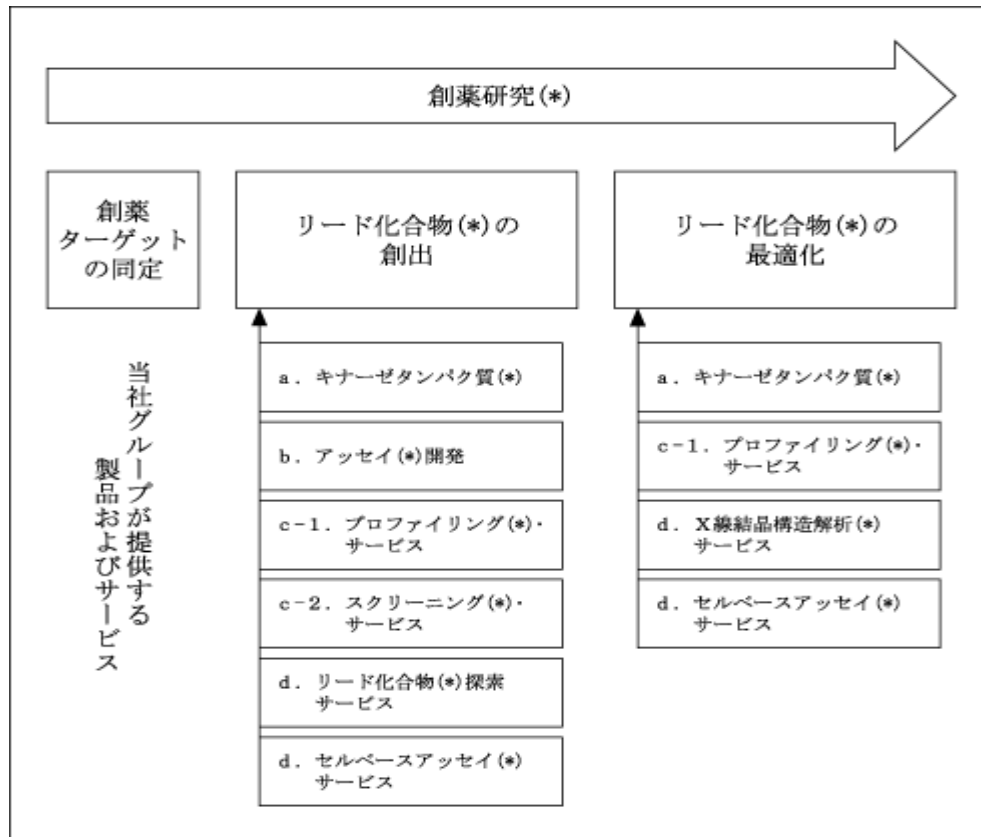 創薬研究(*)
創薬
ターゲット
の同定
リード化合物(*)の
創出
リード化合物(*)の
最適化
当社グループが提供する
製品およびサービス
a．キナーゼタンパク質(*)
b．アッセイ(*)開発
c-1．プロファイリング(*)・
サービス
c-2．スクリーニング(*)・
サービス
d．リード化合物(*)探索
サービス
d．セルベースアッセイ(*)
サービス
a．キナーゼタンパク質(*)
c-1．プロファイリング(*)・
サービス
d．Ｘ線結晶構造解析(*)
サービス
d．セルベースアッセイ(*)
サービス